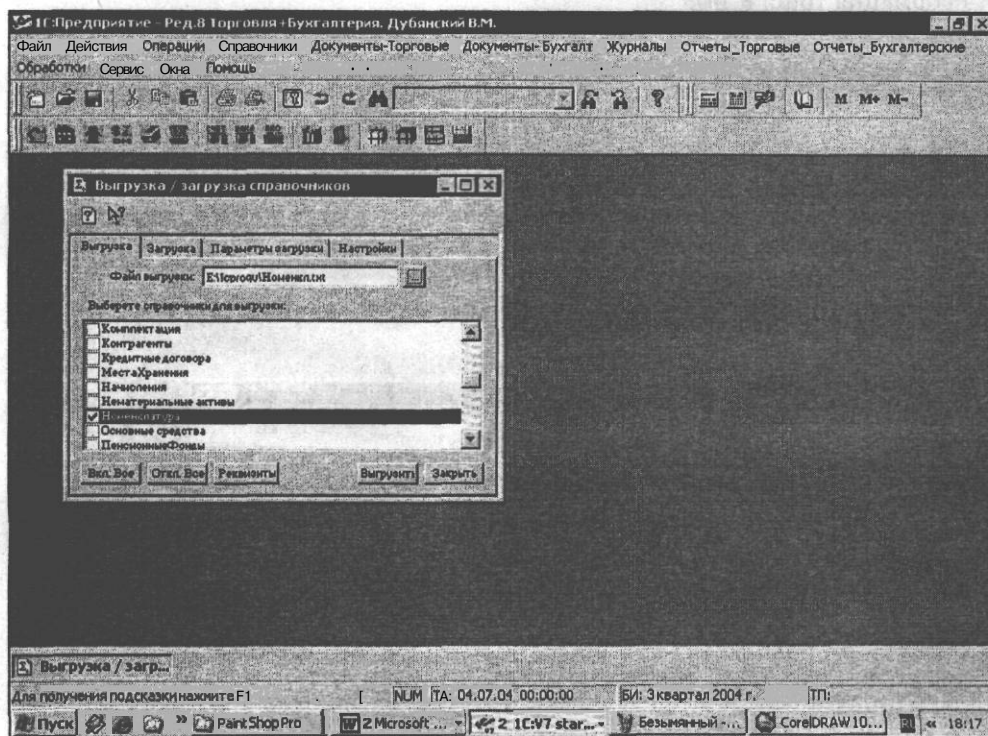 1С:Предприятие - Ред.8 Торговля+Бухгалтерия. Дубянский В.М.
Файл Действия Операции Справочники Документы-Торговые Документы-Бухгалт Журналы Отчеты_Торговые Отчеты_Бухгалтерские
Обработки Сервис Окна Помощь
M M+ M-
Выгрузка / загрузка справочников
Выгрузка Загрузка Параметры загрузки Настройки
Файл выгрузки:
Выберете справочники для выгрузки:
Комплектация
Контрагенты
Кредитные договора
МестаХранения
Начисления
Нематериальные активы
Номенклатура
Основные средства
ПенсионныеФонды
Вкл. Все Откл. Все Реквизиты Выгрузить Закрыть
Выгрузка / загр...
Для получения подсказки нажмите F1 NUM ТА: 04.07.04 00:00:00 БИ: 3 квартал 2004 г. ТП:
Пуск » Paint Shop Pro 2 Microsoft ... 2 1C:V7 star... Безымянный -... CorelDRAW 10... « 18:17